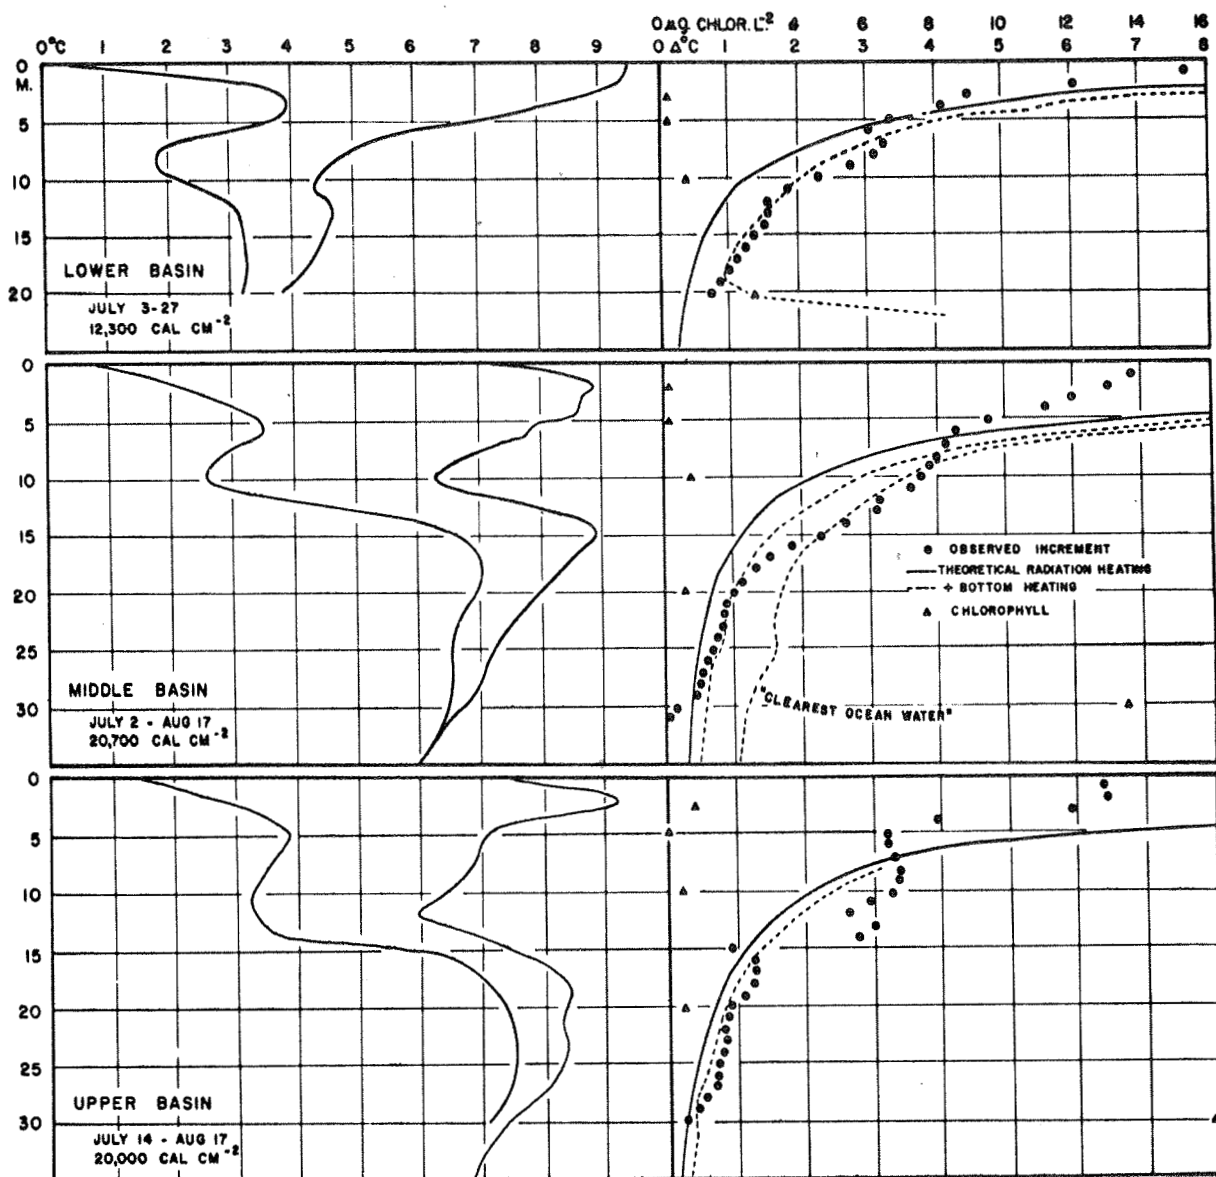 0 µg. CHLOR. L.⁻² 4 8 12 14 16
0°C 1 2 3 4 5 6 7 8 9 0 Δ°C 1 2 3 4 5 6 7 8
0
M.
5
10
15
20
LOWER BASIN
JULY 3-27
12,300 CAL CM⁻²
0
5
10
15
20
25
30
MIDDLE BASIN
JULY 2 - AUG 17
20,700 CAL CM⁻²
OBSERVED INCREMENT
THEORETICAL RADIATION HEATING
+ BOTTOM HEATING
CHLOROPHYLL
"CLEAREST OCEAN WATER"
0
5
10
15
20
25
30
UPPER BASIN
JULY 14 - AUG 17
20,000 CAL CM⁻²